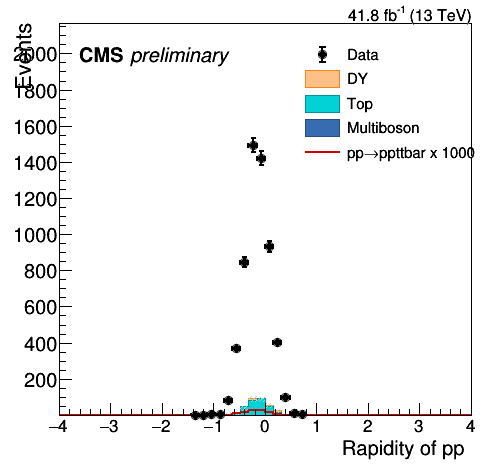 41.8 fb-1 (13 TeV)
Events
CMS preliminary
Data
DY
Top
Multiboson
pp→ppttbar x 1000
2000
1800
1600
1400
1200
1000
800
600
400
200
−4 −3 −2 −1 0 1 2 3 4
Rapidity of pp